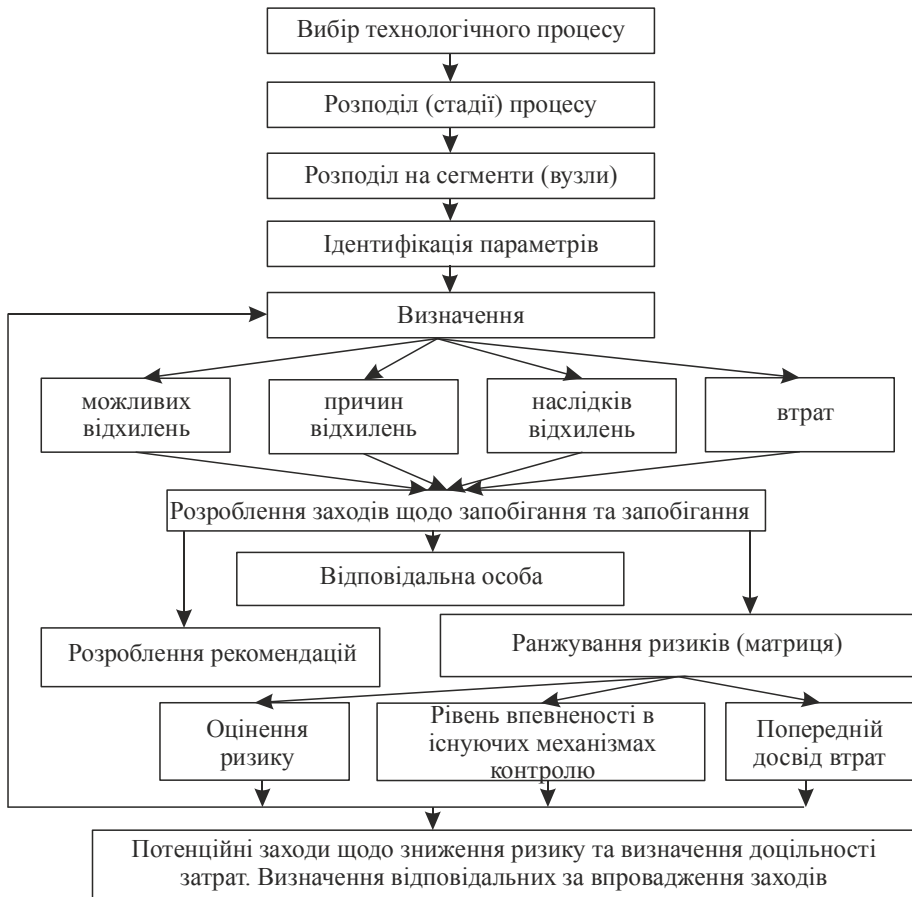 Вибір технологічного процесу
Розподіл (стадії) процесу
Розподіл на сегменти (вузли)
Ідентифікація параметрів
Визначення
можливих
відхилень
причин
відхилень
наслідків
відхилень
втрат
Розроблення заходів щодо запобігання та запобігання
Відповідальна особа
Розроблення рекомендацій
Ранжування ризиків (матриця)
Оцінення
ризику
Рівень впевненості в
існуючих механізмах
контролю
Попередній
досвід втрат
Потенційні заходи щодо зниження ризику та визначення доцільності
затрат. Визначення відповідальних за впровадження заходів